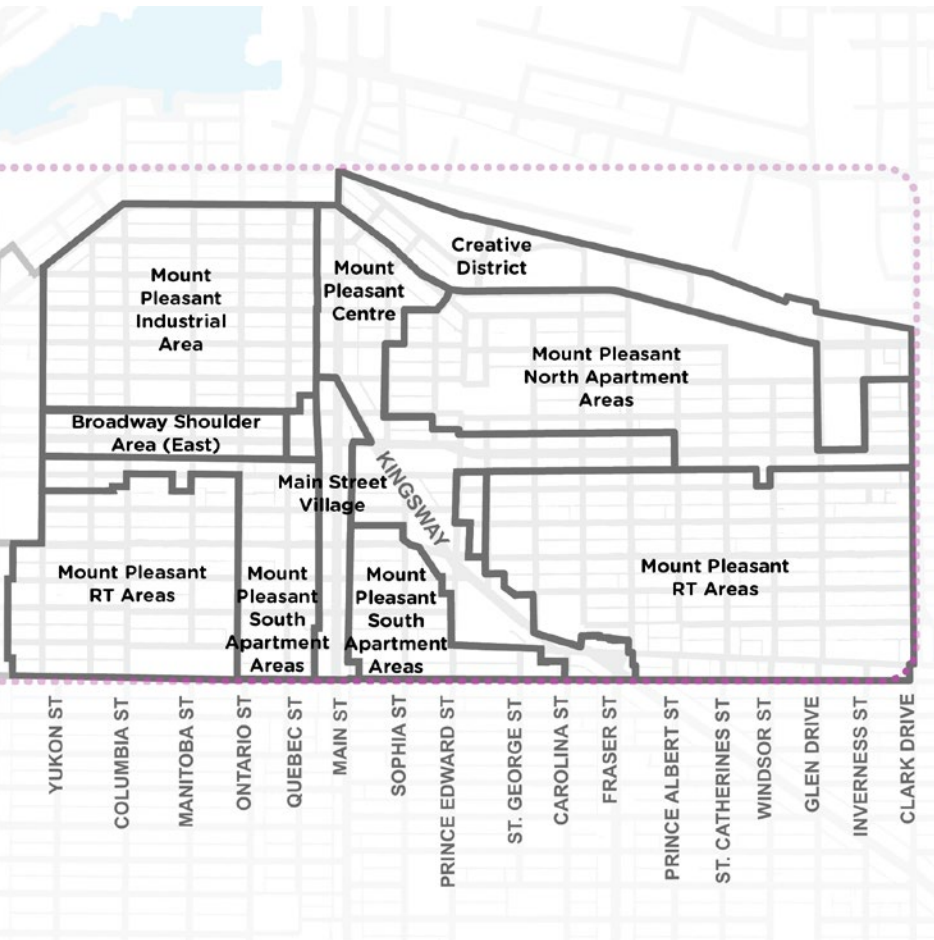 Creative
District
Mount
Pleasant
Industrial
Area
Mount
Pleasant
Centre
Mount Pleasant
North Apartment
Areas
Broadway Shoulder
Area (East)
Main Street
Village
KINGSWAY
Mount Pleasant
RT Areas
Mount
Pleasant
South
Apartment
Areas
Mount
Pleasant
South
Apartment
Areas
Mount Pleasant
RT Areas
YUKON ST
COLUMBIA ST
MANITOBA ST
ONTARIO ST
QUEBEC ST
MAIN ST
SOPHIA ST
PRINCE EDWARD ST
ST. GEORGE ST
CAROLINA ST
FRASER ST
PRINCE ALBERT ST
ST. CATHERINES ST
WINDSOR ST
GLEN DRIVE
INVERNESS ST
CLARK DRIVE